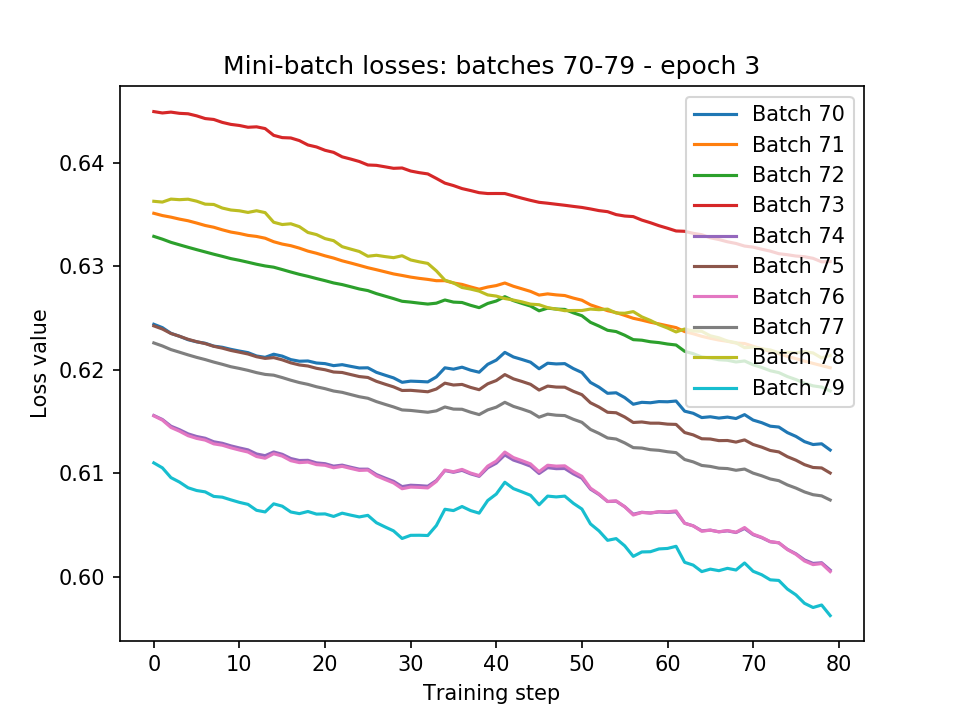 Mini-batch losses: batches 70-79 - epoch 3
Loss value
0.64
0.63
0.62
0.61
0.60
Batch 70
Batch 71
Batch 72
Batch 73
Batch 74
Batch 75
Batch 76
Batch 77
Batch 78
Batch 79
0 10 20 30 40 50 60 70 80
Training step